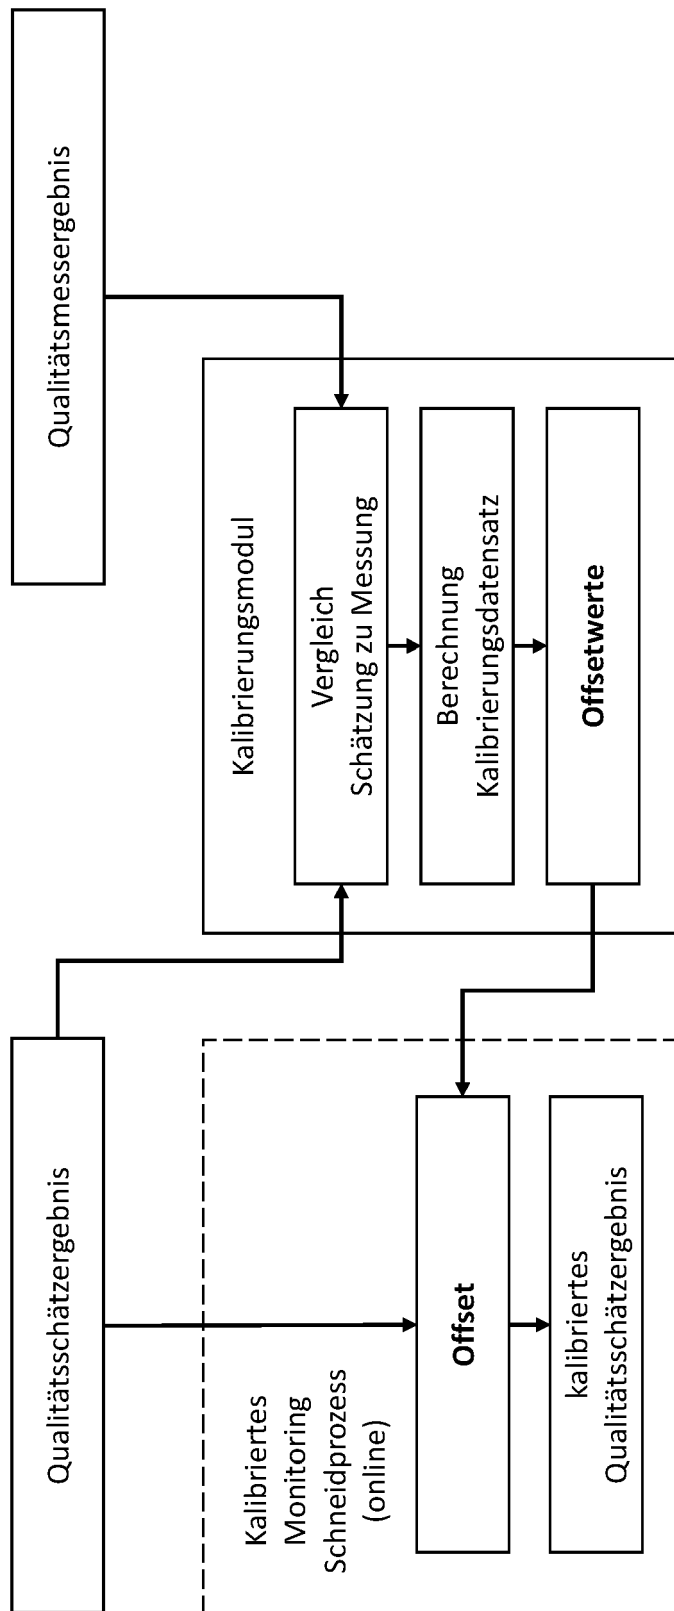 Qualitätsschätzergebnis
Qualitätsmessergebnis
Kalibriertes
Monitoring
Schneidprozess
(online)
Offset
kalibriertes
Qualitätsschätzergebnis
Kalibrierungsmodul
Vergleich
Schätzung zu Messung
Berechnung
Kalibrierungsdatensatz
Offsetwerte